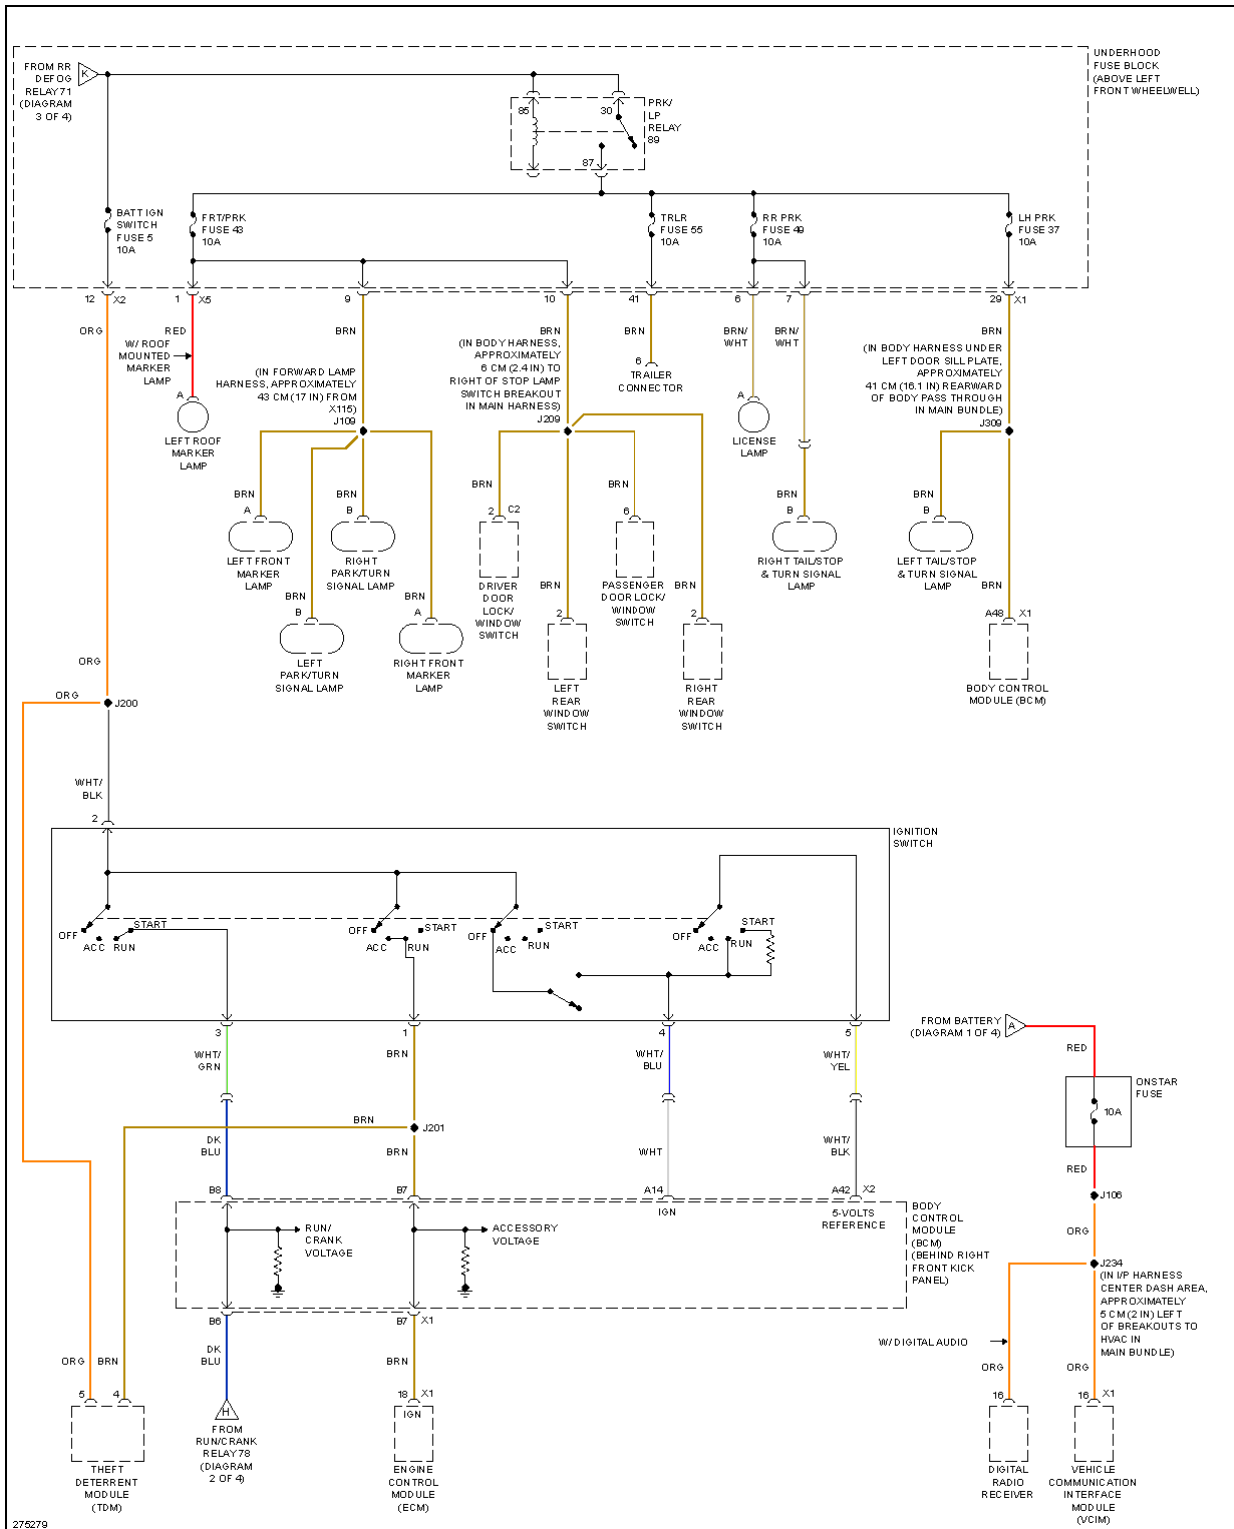 FROM RR
DEFOG
RELAY 71
(DIAGRAM
3 OF 4)
K
UNDERHOOD
FUSE BLOCK
(ABOVE LEFT
FRONT WHEELWELL)
85
30
PRK/
LP
RELAY
89
87
BATT IGN
SWITCH
FUSE 5
10A
FRT/PRK
FUSE 43
10A
TRLR
FUSE 55
10A
RR PRK
FUSE 49
10A
LH PRK
FUSE 37
10A
12
X2
1
X5
9
10
41
6
7
29
X1
ORG
RED
BRN
BRN
BRN
BRN/
WHT
BRN/
WHT
BRN
W/ ROOF
MOUNTED
MARKER
LAMP
(IN FORWARD LAMP
HARNESS, APPROXIMATELY
43 CM (17 IN) FROM
X115)
J109
(IN BODY HARNESS,
APPROXIMATELY
6 CM (2.4 IN) TO
RIGHT OF STOP LAMP
SWITCH BREAKOUT
IN MAIN HARNESS)
J209
6
TRAILER
CONNECTOR
(IN BODY HARNESS UNDER
LEFT DOOR SILL PLATE,
APPROXIMATELY
41 CM (16.1 IN) REARWARD
OF BODY PASS THROUGH
IN MAIN BUNDLE)
J309
A
LEFT ROOF
MARKER
LAMP
A
LICENSE
LAMP
BRN
A
LEFT FRONT
MARKER
LAMP
BRN
B
RIGHT
PARK/TURN
SIGNAL LAMP
BRN
2
C2
DRIVER
DOOR
LOCK/
WINDOW
SWITCH
BRN
6
PASSENGER
DOOR LOCK/
WINDOW
SWITCH
BRN
B
RIGHT TAIL/STOP
& TURN SIGNAL
LAMP
BRN
B
LEFT TAIL/STOP
& TURN SIGNAL
LAMP
BRN
B
LEFT
PARK/TURN
SIGNAL LAMP
BRN
A
RIGHT FRONT
MARKER
LAMP
BRN
2
LEFT
REAR
WINDOW
SWITCH
BRN
2
RIGHT
REAR
WINDOW
SWITCH
BRN
A48
X1
BODY CONTROL
MODULE (BCM)
ORG
ORG
J200
WHT/
BLK
2
IGNITION
SWITCH
OFF
ACC
RUN
START
OFF
ACC
RUN
START
OFF
ACC
RUN
START
OFF
ACC
RUN
START
3
1
4
5
WHT/
GRN
BRN
WHT/
BLU
WHT/
YEL
FROM BATTERY
(DIAGRAM 1 OF 4)
A
RED
ONSTAR
FUSE
10A
BRN
J201
DK
BLU
BRN
WHT
WHT/
BLK
RED
J106
B8
B7
A14
A42
X2
IGN
5-VOLTS
REFERENCE
RUN/
CRANK
VOLTAGE
ACCESSORY
VOLTAGE
BODY
CONTROL
MODULE
(BCM)
(BEHIND RIGHT
FRONT KICK
PANEL)
ORG
J234
(IN I/P HARNESS
CENTER DASH AREA,
APPROXIMATELY
5 CM (2 IN) LEFT
OF BREAKOUTS TO
HVAC IN
MAIN BUNDLE)
B6
B7
X1
W/ DIGITAL AUDIO
ORG
BRN
DK
BLU
BRN
ORG
ORG
5
4
18
X1
16
16
X1
H
IGN
THEFT
DETERRENT
MODULE
(TDM)
FROM
RUN/CRANK
RELAY 78
(DIAGRAM
2 OF 4)
ENGINE
CONTROL
MODULE
(ECM)
DIGITAL
RADIO
RECEIVER
VEHICLE
COMMUNICATION
INTERFACE
MODULE
(VCIM)
275279